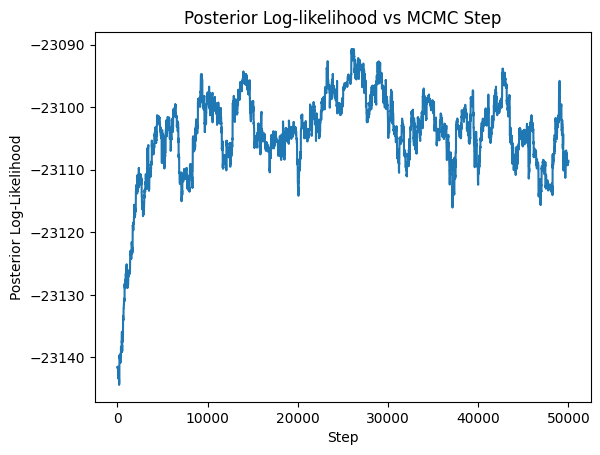 Posterior Log-likelihood vs MCMC Step
Posterior Log-Likelihood
−23090
−23100
−23110
−23120
−23130
−23140
0 10000 20000 30000 40000 50000
Step